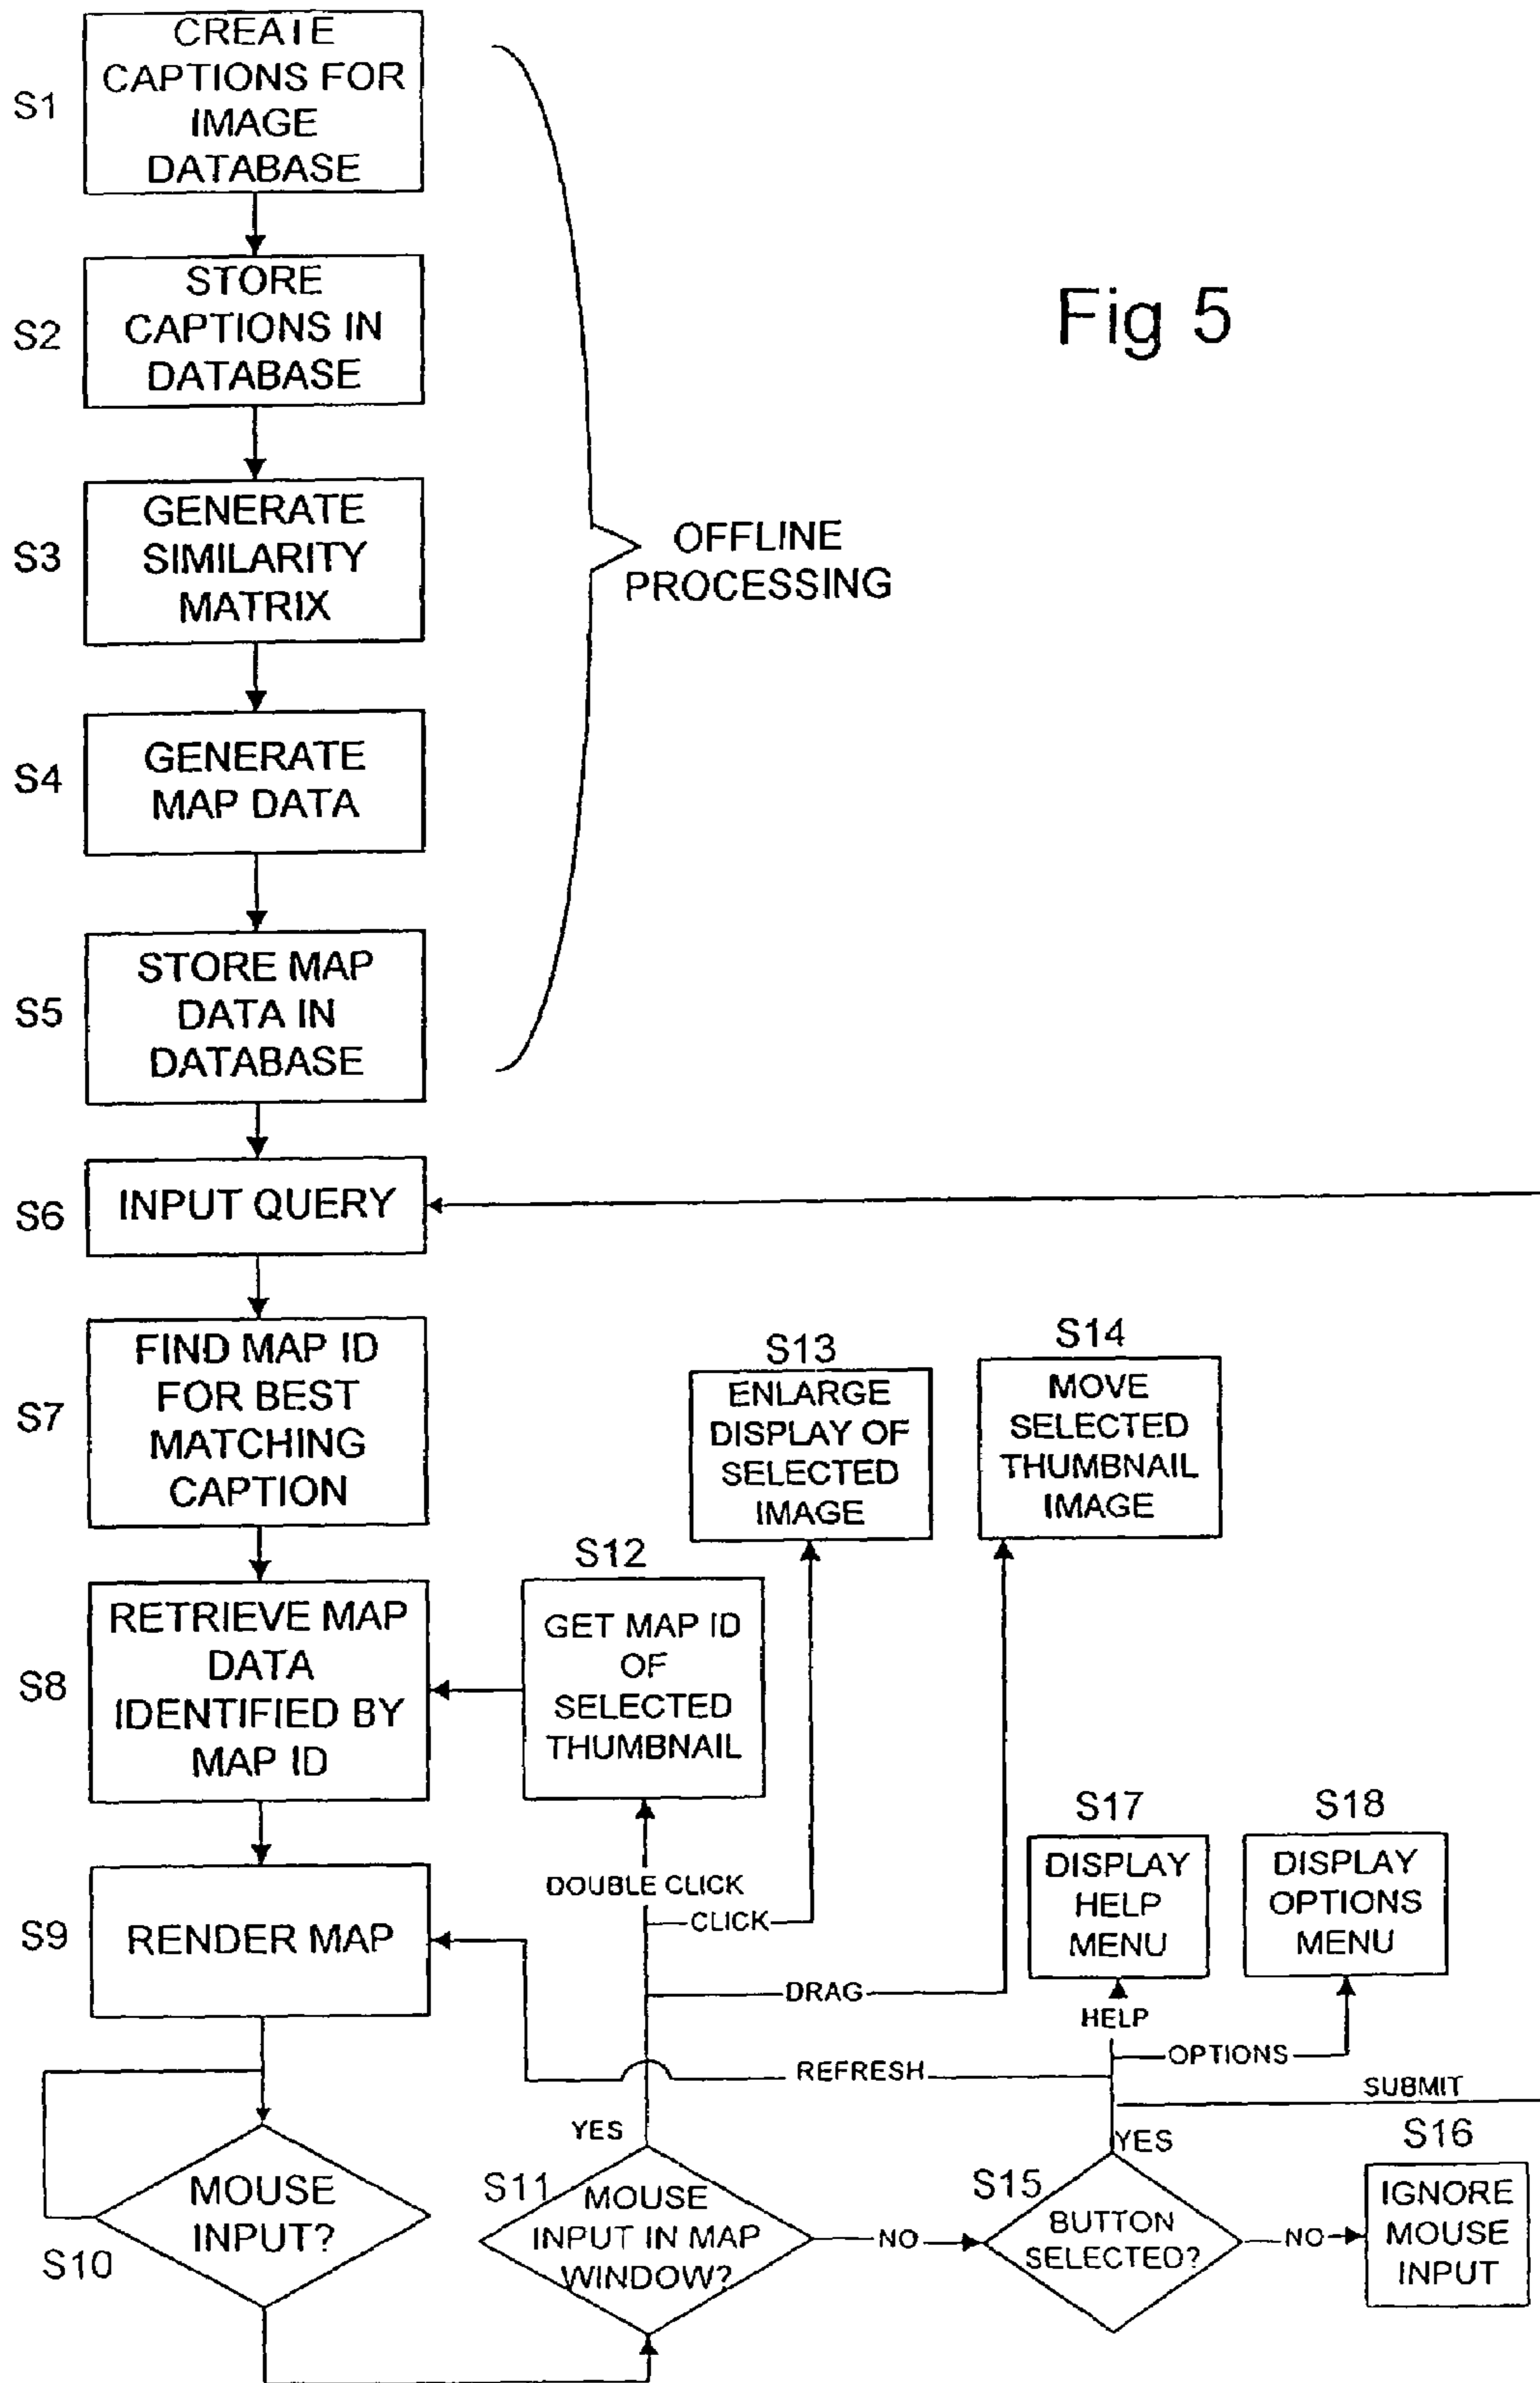 CREATE
CAPTIONS FOR
IMAGE
DATABASE
S1
STORE
CAPTIONS IN
DATABASE
S2
Fig 5
GENERATE
SIMILARITY
MATRIX
S3
OFFLINE
PROCESSING
GENERATE
MAP DATA
S4
STORE MAP
DATA IN
DATABASE
S5
INPUT QUERY
S6
FIND MAP ID
FOR BEST
MATCHING
CAPTION
S7
S13
ENLARGE
DISPLAY OF
SELECTED
IMAGE
S14
MOVE
SELECTED
THUMBNAIL
IMAGE
S12
GET MAP ID
OF
SELECTED
THUMBNAIL
RETRIEVE MAP
DATA
IDENTIFIED BY
MAP ID
S8
S17
DISPLAY
HELP
MENU
S18
DISPLAY
OPTIONS
MENU
DOUBLE CLICK
CLICK
RENDER MAP
S9
DRAG
HELP
OPTIONS
REFRESH
SUBMIT
YES
YES
S16
IGNORE
MOUSE
INPUT
MOUSE
INPUT?
S10
S11
MOUSE
INPUT IN MAP
WINDOW?
NO
S15
BUTTON
SELECTED?
NO